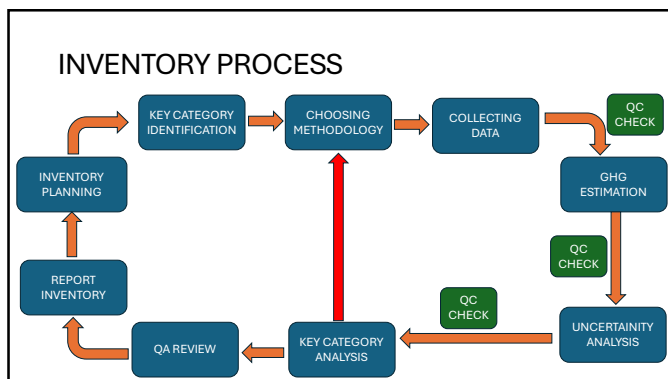 INVENTORY PROCESS
KEY CATEGORY
IDENTIFICATION
CHOOSING
METHODOLOGY
COLLECTING
DATA
QC
CHECK
INVENTORY
PLANNING
GHG
ESTIMATION
QC
CHECK
REPORT
INVENTORY
QC
CHECK
UNCERTAINITY
ANALYSIS
QA REVIEW
KEY CATEGORY
ANALYSIS